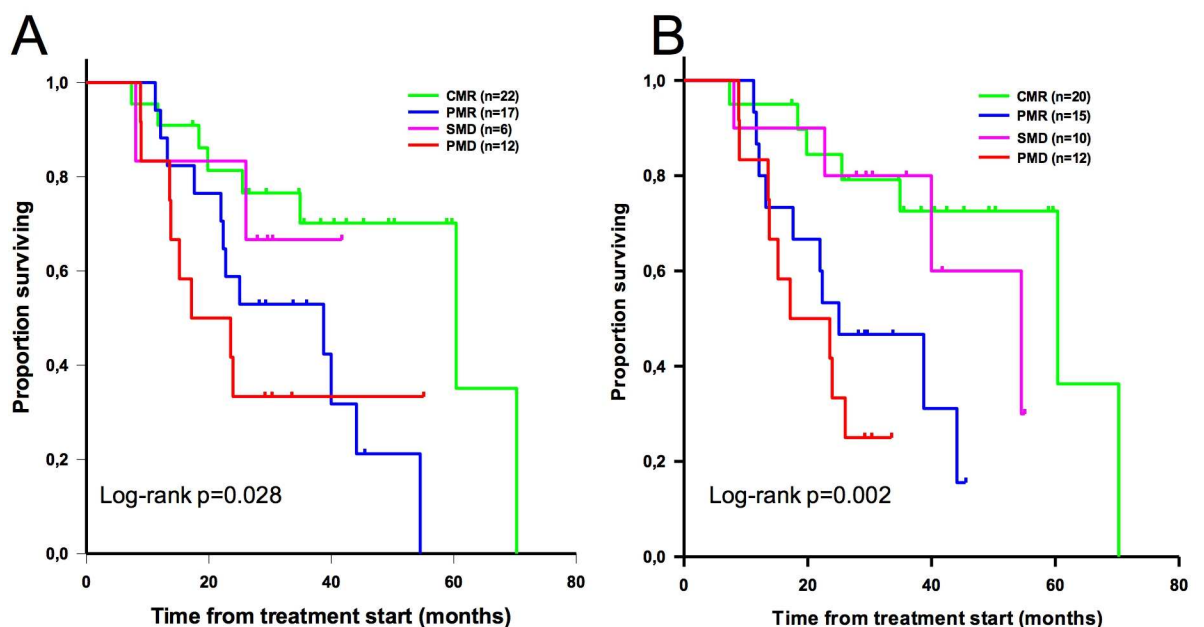 A
1,0
0,8
0,6
0,4
0,2
0,0
Proportion surviving
CMR (n=22)
PMR (n=17)
SMD (n=6)
PMD (n=12)
Log-rank p=0.028
0 20 40 60 80
Time from treatment start (months)
B
1,0
0,8
0,6
0,4
0,2
0,0
Proportion surviving
CMR (n=20)
PMR (n=15)
SMD (n=10)
PMD (n=12)
Log-rank p=0.002
0 20 40 60 80
Time from treatment start (months)